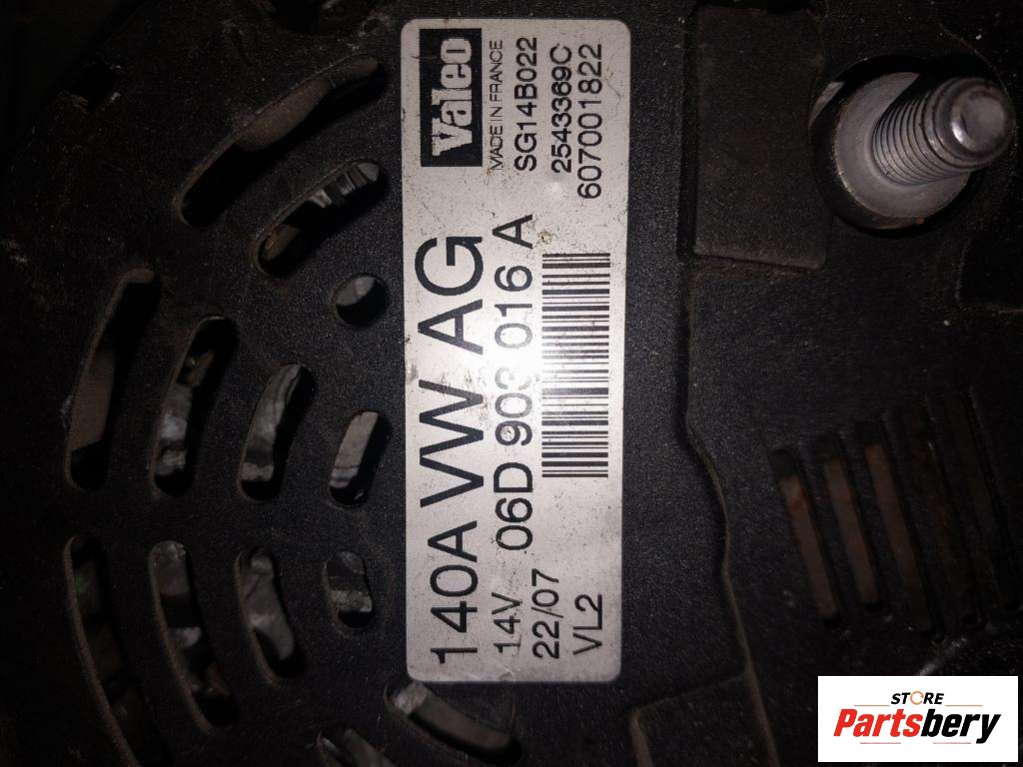 Valeo
MADE IN FRANCE
SG14B022
2543369C
607001822
140A VW AG
14V 06D 903 016 A
22/07
VL2
STORE
Partsbery